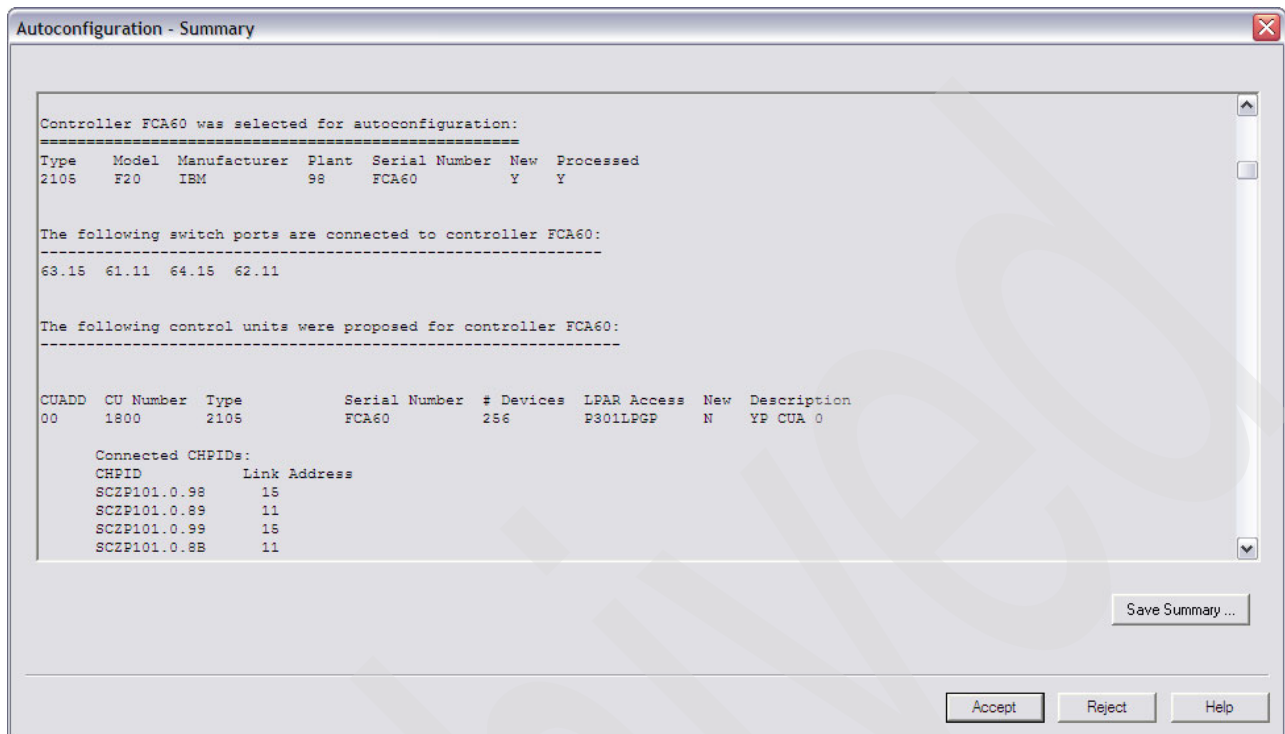 Autoconfiguration - Summary
Controller FCA60 was selected for autoconfiguration:
====================================================
Type Model Manufacturer Plant Serial Number New Processed
2105 F20 IBM 98 FCA60 Y Y
The following switch ports are connected to controller FCA60:
-------------------------------------------------------------
63.15 61.11 64.15 62.11
The following control units were proposed for controller FCA60:
---------------------------------------------------------------
CUADD CU Number Type Serial Number # Devices LPAR Access New Description
00 1800 2105 FCA60 256 P301LPGP N YP CUA 0
Connected CHPIDs:
CHPID Link Address
SCZP101.0.98 15
SCZP101.0.89 11
SCZP101.0.99 15
SCZP101.0.8B 11
Save Summary ...
Accept Reject Help